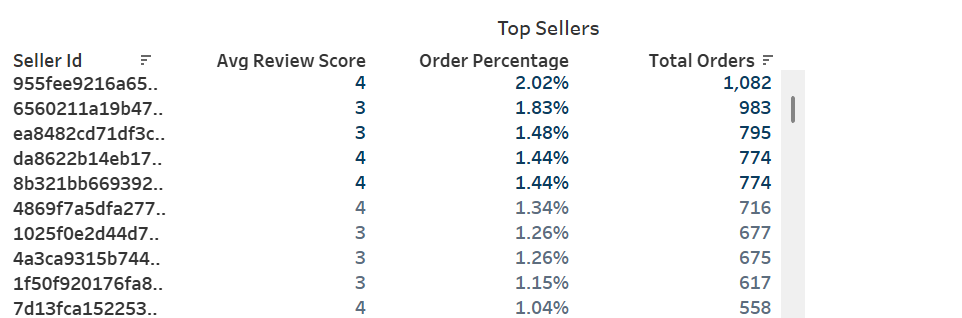 Top Sellers
Seller Id Avg Review Score Order Percentage Total Orders
955fee9216a65.. 4 2.02% 1,082
6560211a19b47.. 3 1.83% 983
ea8482cd71df3c.. 3 1.48% 795
da8622b14eb17.. 4 1.44% 774
8b321bb669392.. 4 1.44% 774
4869f7a5dfa277.. 4 1.34% 716
1025f0e2d44d7.. 3 1.26% 677
4a3ca9315b744.. 3 1.26% 675
1f50f920176fa8.. 3 1.15% 617
7d13fca152253.. 4 1.04% 558